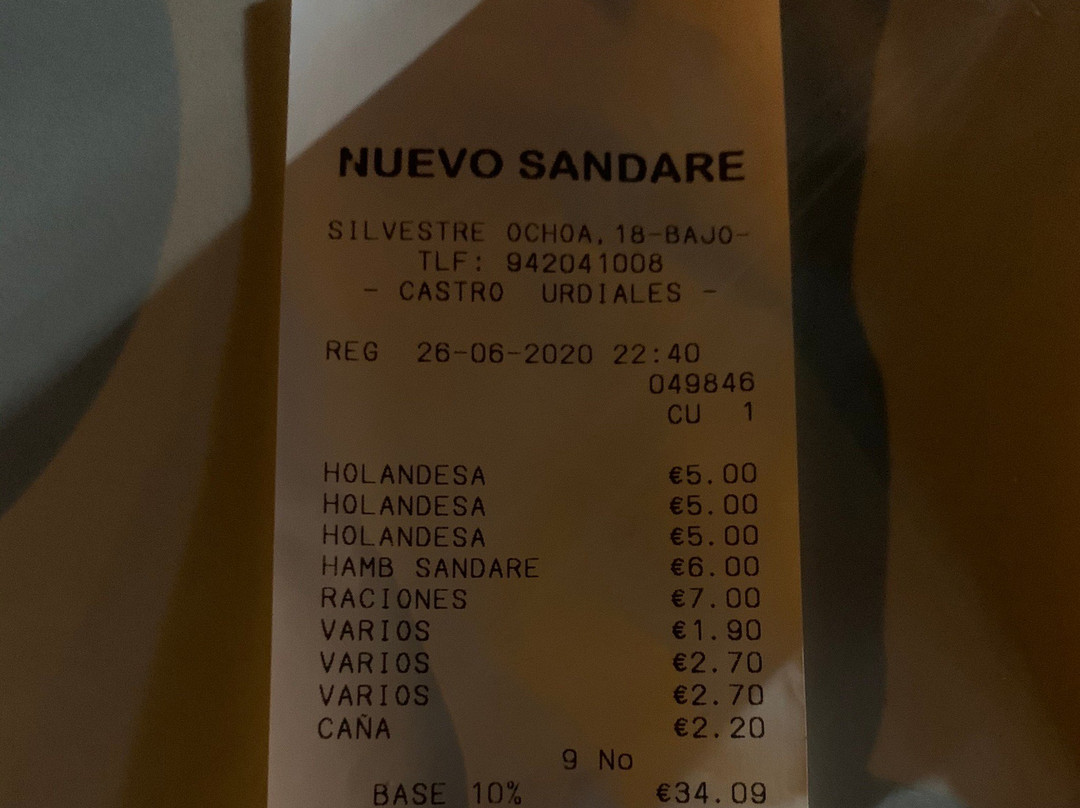 NUEVO SANDARE
SILVESTRE OCHOA, 18-BAJO-
TLF: 942041008
- CASTRO URDIALES -
REG 26-06-2020 22:40
049846
CU 1
HOLANDESA €5.00
HOLANDESA €5.00
HOLANDESA €5.00
HAMB SANDARE €6.00
RACIONES €7.00
VARIOS €1.90
VARIOS €2.70
VARIOS €2.70
CAÑA €2.20
9 No
BASE 10% €34.09